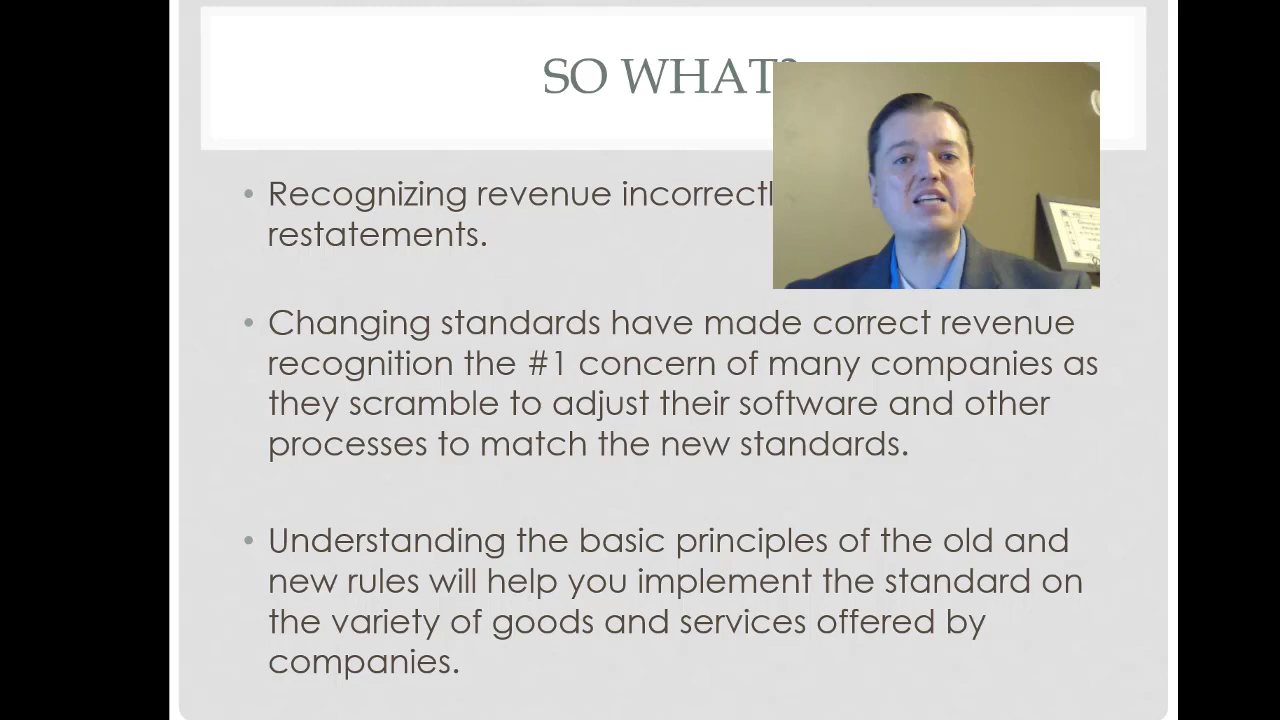 SO WHAT?
• Recognizing revenue
restatements.
• Changing standards have made correct revenue
recognition the #1 concern of many companies as
they scramble to adjust their software and other
processes to match the new standards.
• Understanding the basic principles of the old and
new rules will help you implement the standard on
the variety of goods and services offered by
companies.